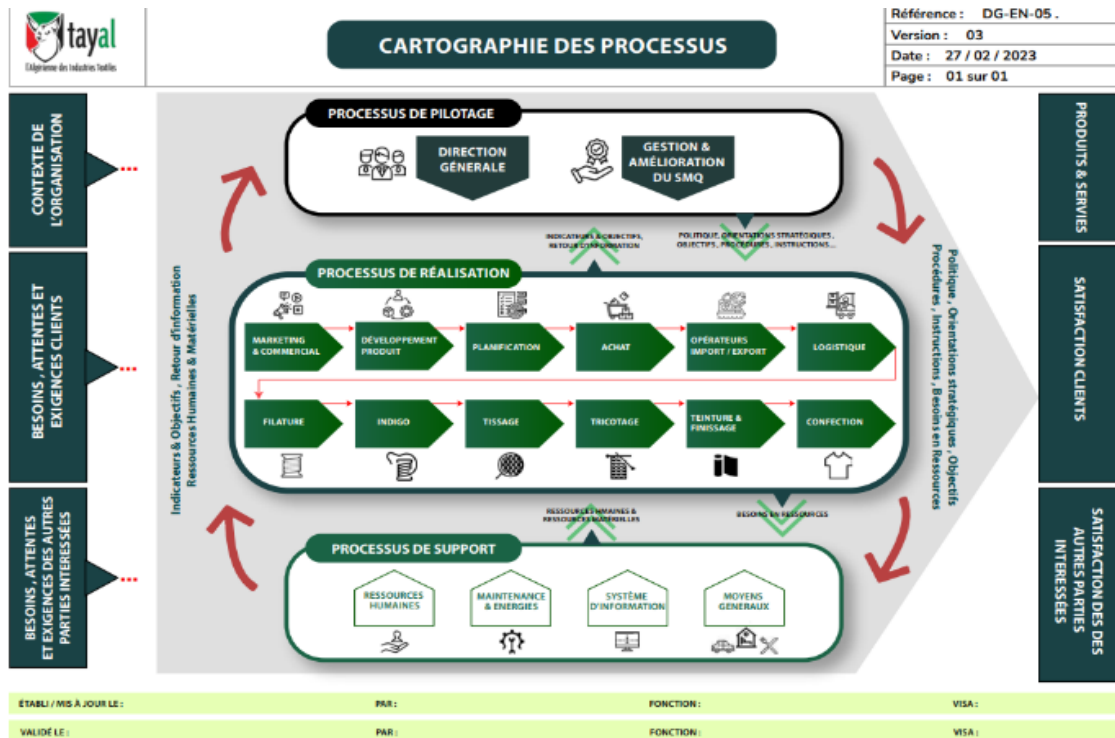 tayal
l'Algérienne des Industries Textiles
CARTOGRAPHIE DES PROCESSUS
Référence : DG-EN-05 .
Version : 03
Date : 27 / 02 / 2023
Page : 01 sur 01
CONTEXTE DE
L'ORGANISATION
BESOINS , ATTENTES ET
EXIGENCES CLIENTS
BESOINS , ATTENTES
ET EXIGENCES DES AUTRES
PARTIES INTERESSÉES
Indicateurs & Objectifs , Retour d'information
Ressources Humaines & Matérielles
PROCESSUS DE PILOTAGE
DIRECTION
GÉNERALE
GESTION &
AMÉLIORATION
DU SMQ
INDICATEURS & OBJECTIFS,
RETOUR D'INFORMATION
POLITIQUE, ORIENTATIONS STRATÉGIQUES ,
OBJECTIFS , PROCÉDURES , INSTRUCTIONS....
PROCESSUS DE RÉALISATION
MARKETING
& COMMERCIAL
DÉVELOPPEMENT
PRODUIT
PLANIFICATION
ACHAT
OPÉRATEURS
IMPORT / EXPORT
LOGISTIQUE
FILATURE
INDIGO
TISSAGE
TRICOTAGE
TEINTURE &
FINISSAGE
CONFECTION
RESSOURCES HMAINES &
RESSOURCES MATÉRIELLES
BESOINS EN RESSOURCES
PROCESSUS DE SUPPORT
RESSOURCES
HUMAINES
MAINTENANCE
& ENERGIES
SYSTÈME
D'INFORMATION
MOYENS
GENERAUX
Politique , Orientations stratégiques , Objectifs
Procédures , Instructions , Besoins en Ressources
PRODUITS & SERVIES
SATISFACTION CLIENTS
SATISFACTION DES DES
AUTRES PARTIES
INTERESSÉES
ÉTABLI / MIS À JOUR LE : PAR : FONCTION : VISA :
VALIDÉ LE : PAR : FONCTION : VISA :